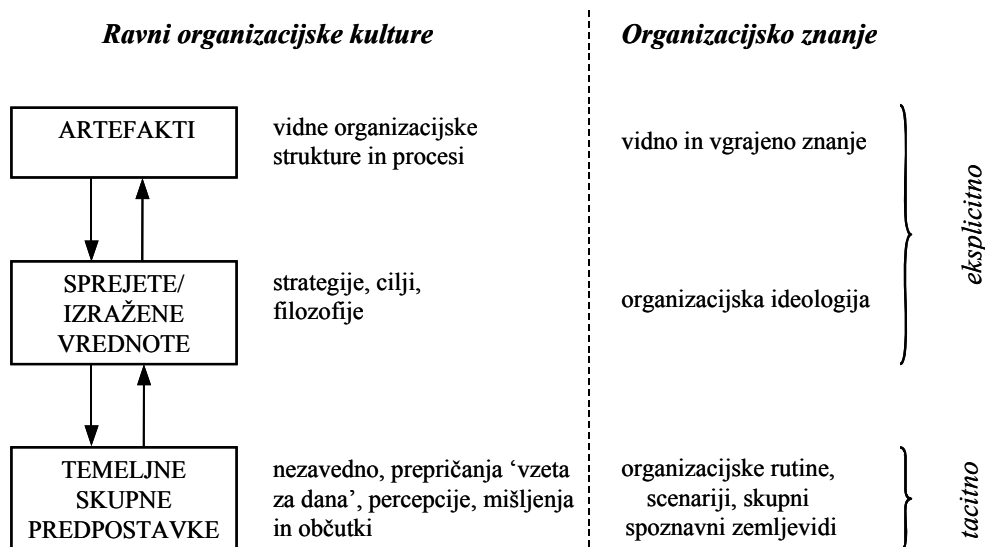 Ravni organizacijske kulture
Organizacijsko znanje
ARTEFAKTI
vidne organizacijske
strukture in procesi
vidno in vgrajeno znanje
eksplicitno
SPREJETE/
IZRAŽENE
VREDNOTE
strategije, cilji,
filozofije
organizacijska ideologija
TEMELJNE
SKUPNE
PREDPOSTAVKE
nezavedno, prepričanja ‘vzeta
za dana’, percepcije, mišljenja
in občutki
organizacijske rutine,
scenariji, skupni
spoznavni zemljevidi
tacitno